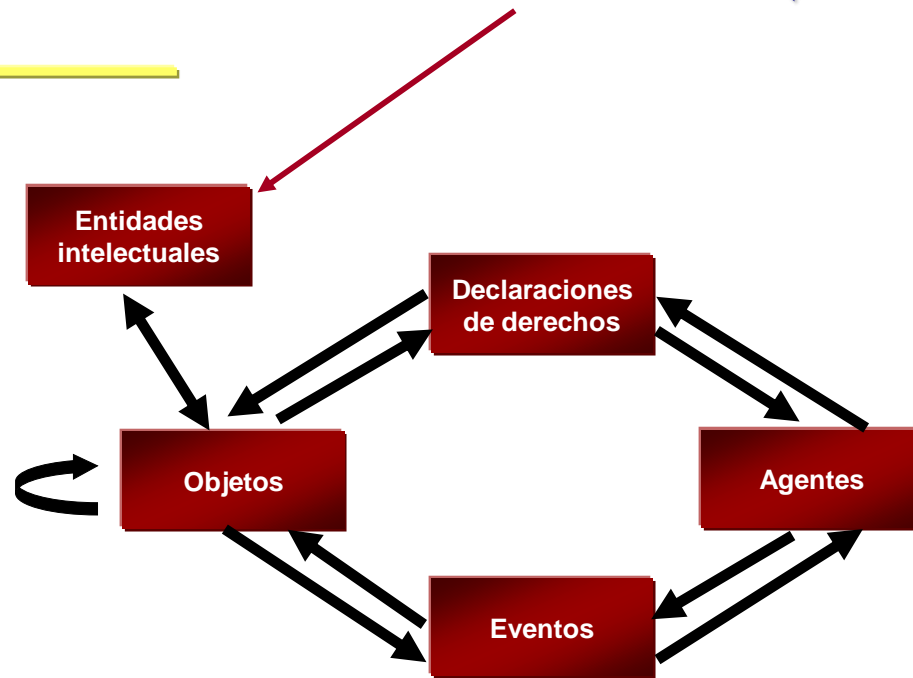 Entidades
intelectuales
Declaraciones
de derechos
Objetos
Agentes
Eventos